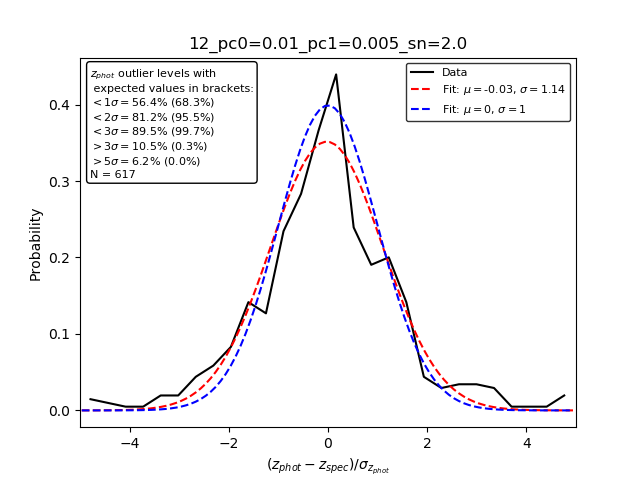 12_pc0=0.01_pc1=0.005_sn=2.0
z_phot outlier levels with
expected values in brackets:
<1σ=56.4% (68.3%)
<2σ=81.2% (95.5%)
<3σ=89.5% (99.7%)
>3σ=10.5% (0.3%)
>5σ=6.2% (0.0%)
N = 617
Data
Fit: μ=-0.03, σ=1.14
Fit: μ=0, σ=1
Probability
0.4
0.3
0.2
0.1
0.0
−4 −2 0 2 4
(z_phot − z_spec)/σ_z_phot